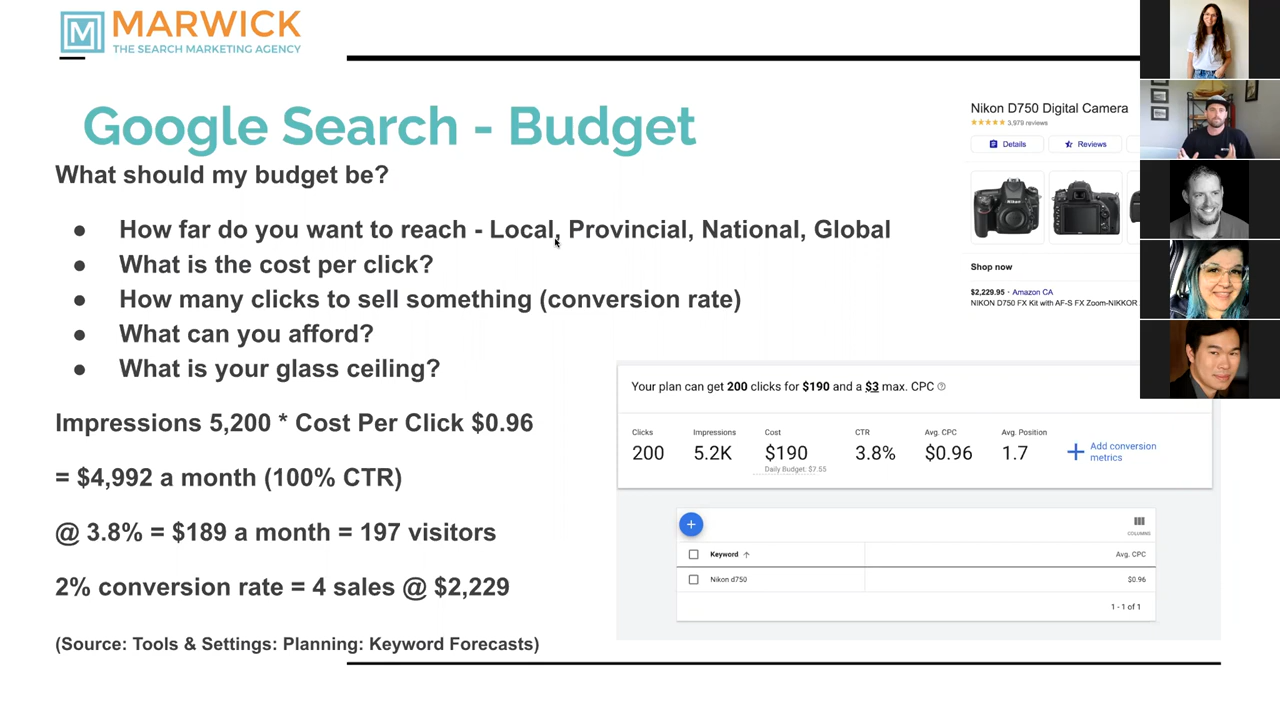 MARWICK
THE SEARCH MARKETING AGENCY
Google Search - Budget
What should my budget be?
● How far do you want to reach - Local, Provincial, National, Global
● What is the cost per click?
● How many clicks to sell something (conversion rate)
● What can you afford?
● What is your glass ceiling?
Impressions 5,200 * Cost Per Click $0.96
= $4,992 a month (100% CTR)
@ 3.8% = $189 a month = 197 visitors
2% conversion rate = 4 sales @ $2,229
(Source: Tools & Settings: Planning: Keyword Forecasts)
Nikon D750 Digital Camera
★★★★★ 3,979 reviews
Details Reviews
Shop now
$2,229.95 · Amazon CA
NIKON D750 FX Kit with AF-S FX Zoom-NIKKOR
Your plan can get 200 clicks for $190 and a $3 max. CPC
Clicks Impressions Cost CTR Avg. CPC Avg. Position
200 5.2K $190 3.8% $0.96 1.7
Daily Budget: $7.55
+ Add conversion
metrics
+
COLUMNS
Keyword ↑ Avg. CPC
Nikon d750 $0.96
1 - 1 of 1